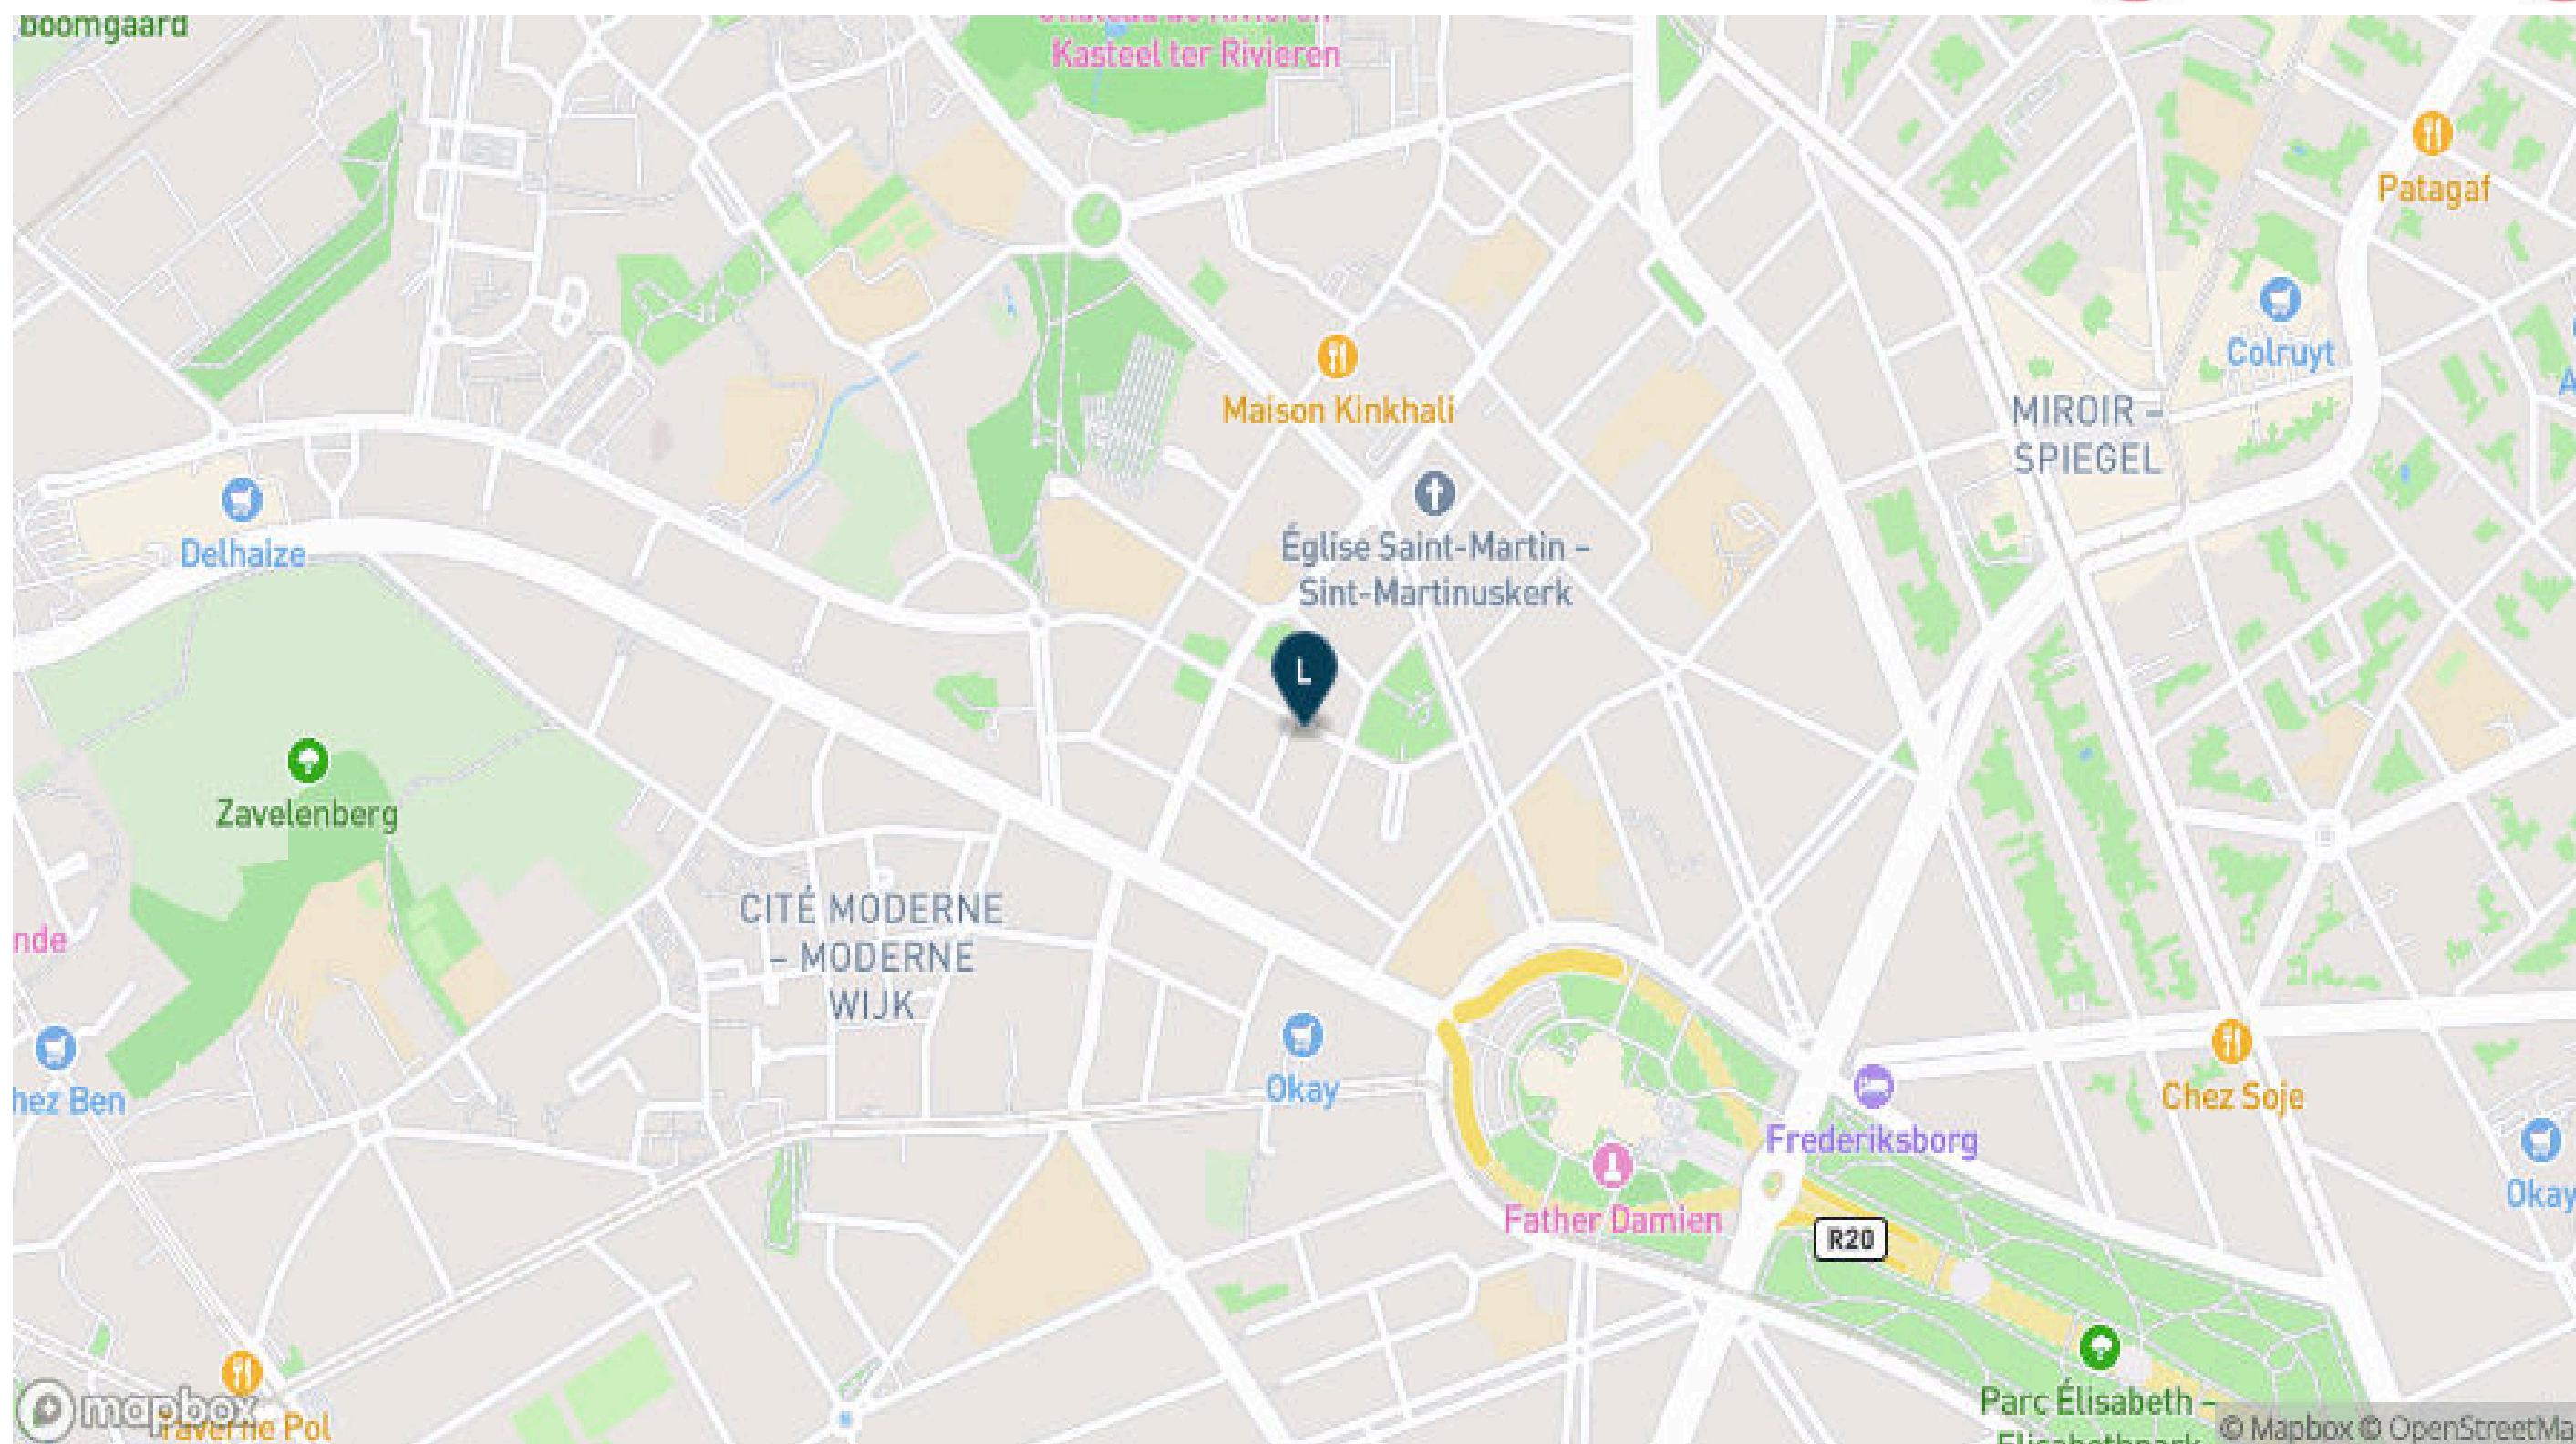 boomgaard
Kasteel ter Rivieren
Patagaf
Colruyt
Maison Kinkhali
MIROIR –
SPIEGEL
Église Saint-Martin –
Sint-Martinuskerk
Delhaize
L
Zavelenberg
CITÉ MODERNE
– MODERNE
WIJK
nde
hez Ben
Okay
Chez Soje
Frederiksborg
Okay
Father Damien
R20
Parc Élisabeth –
mapbox
Taverne Pol
© Mapbox © OpenStreetMa